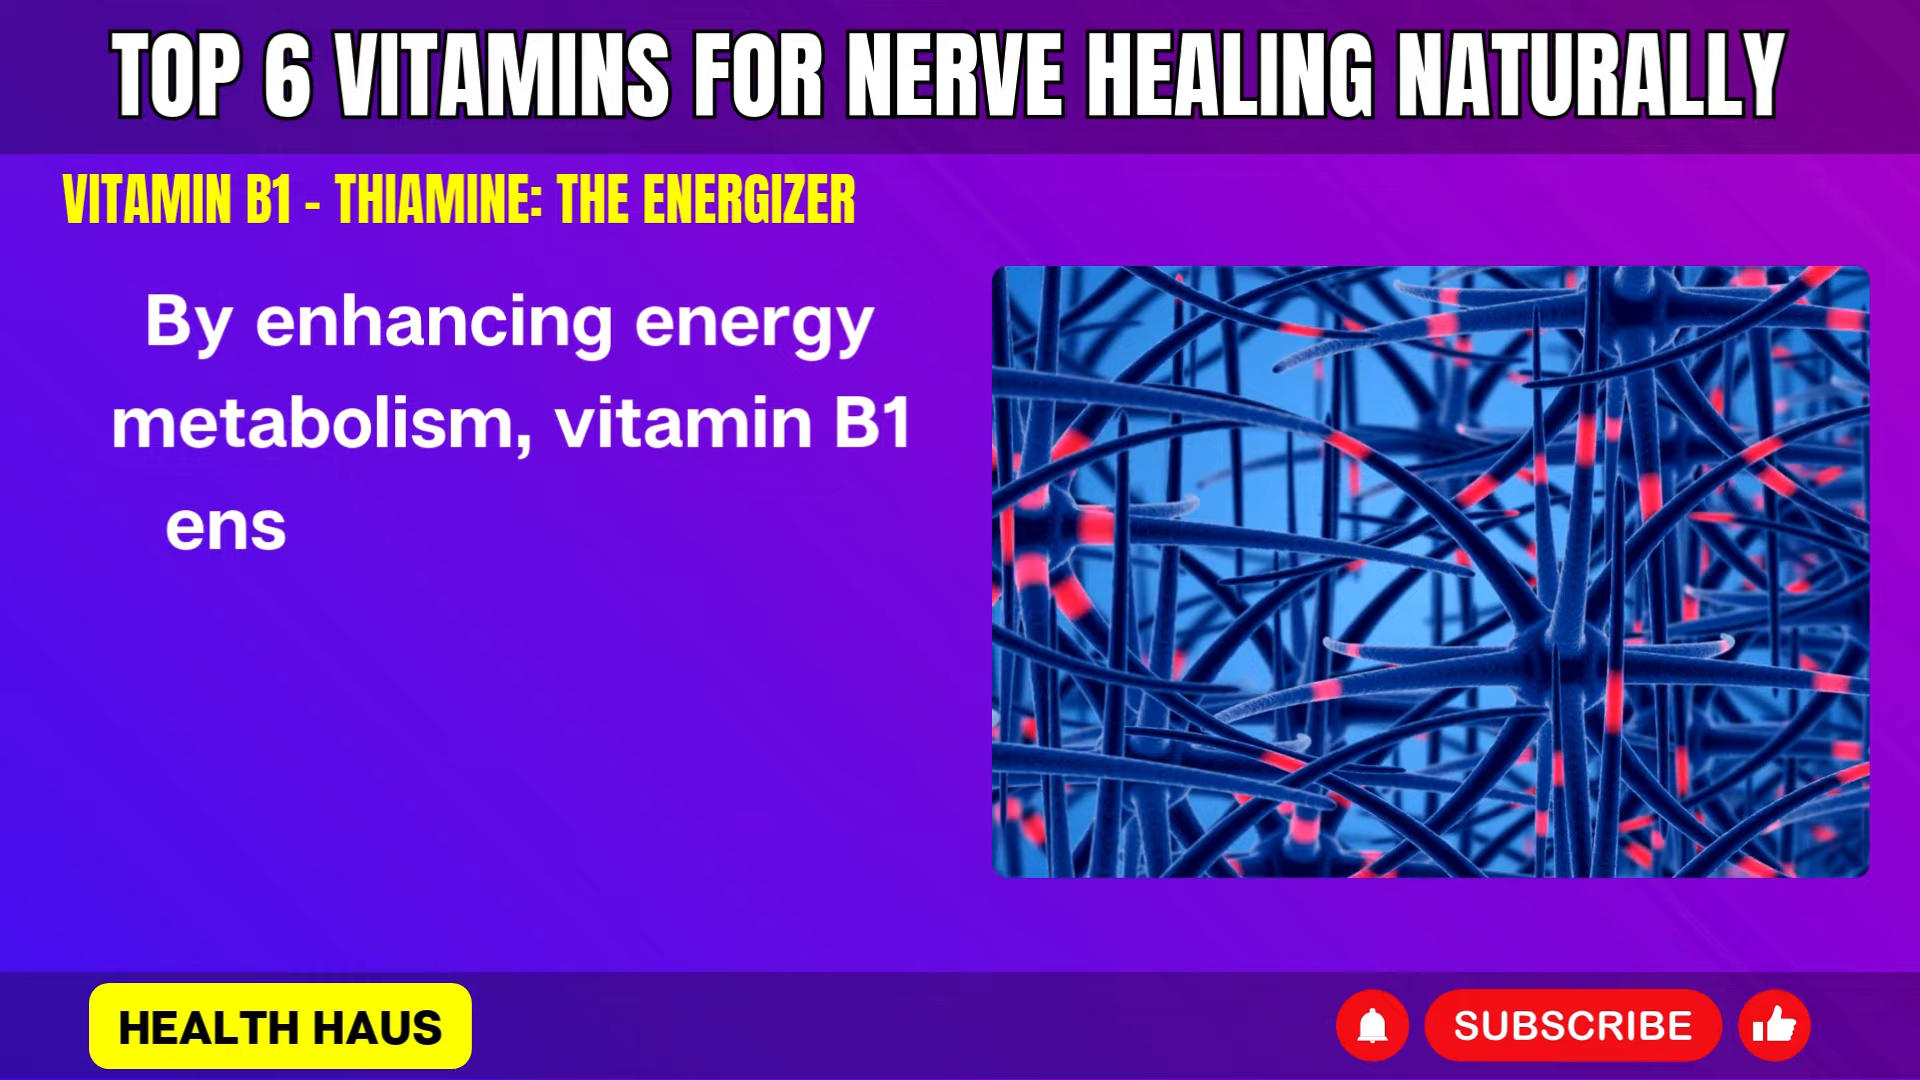 TOP 6 VITAMINS FOR NERVE HEALING NATURALLY
VITAMIN B1 - THIAMINE: THE ENERGIZER
By enhancing energy
metabolism, vitamin B1
ens
HEALTH HAUS
SUBSCRIBE